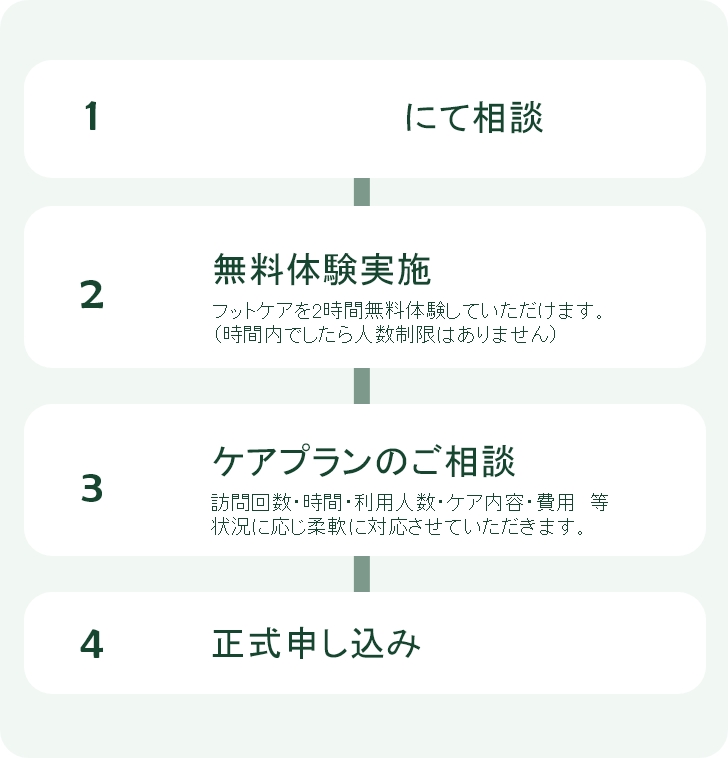 1
にて相談
2
無料体験実施
フットケアを2時間無料体験していただけます。
（時間内でしたら人数制限はありません）
3
ケアプランのご相談
訪問回数・時間・利用人数・ケア内容・費用　等
状況に応じ柔軟に対応させていただきます。
4
正式申し込み